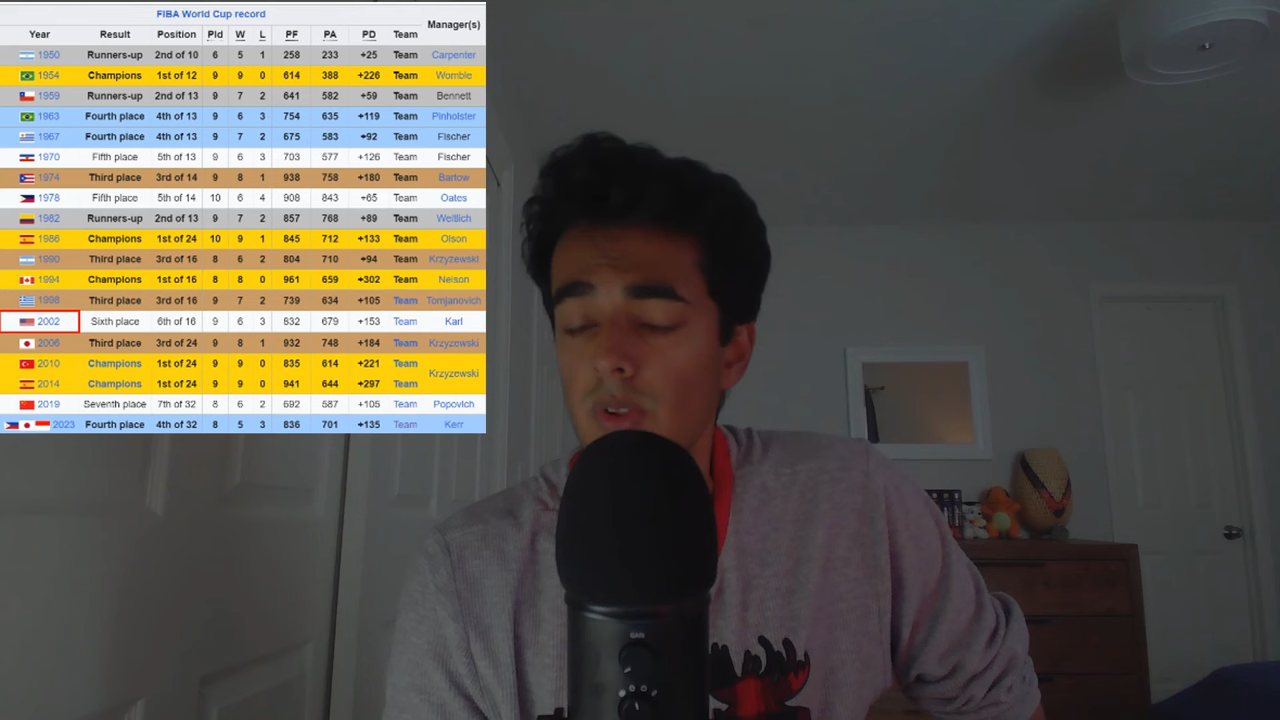 FIBA World Cup record
Year Result Position Pld W L PF PA PD Team Manager(s)
1950 Runners-up 2nd of 10 6 5 1 258 233 +25 Team Carpenter
1954 Champions 1st of 12 9 9 0 614 388 +226 Team Womble
1959 Runners-up 2nd of 13 9 7 2 641 582 +59 Team Bennett
1963 Fourth place 4th of 13 9 6 3 754 635 +119 Team Pinholster
1967 Fourth place 4th of 13 9 7 2 675 583 +92 Team Fischer
1970 Fifth place 5th of 13 9 6 3 703 577 +126 Team Fischer
1974 Third place 3rd of 14 9 8 1 938 758 +180 Team Bartow
1978 Fifth place 5th of 14 10 6 4 908 843 +65 Team Oates
1982 Runners-up 2nd of 13 9 7 2 857 768 +89 Team Weltlich
1986 Champions 1st of 24 10 9 1 845 712 +133 Team Olson
1990 Third place 3rd of 16 8 6 2 804 710 +94 Team Krzyzewski
1994 Champions 1st of 16 8 8 0 961 659 +302 Team Nelson
1998 Third place 3rd of 16 9 7 2 739 634 +105 Team Tomjanovich
2002 Sixth place 6th of 16 9 6 3 832 679 +153 Team Karl
2006 Third place 3rd of 24 9 8 1 932 748 +184 Team Krzyzewski
2010 Champions 1st of 24 9 9 0 835 614 +221 Team
Krzyzewski
2014 Champions 1st of 24 9 9 0 941 644 +297 Team
2019 Seventh place 7th of 32 8 6 2 692 587 +105 Team Popovich
2023 Fourth place 4th of 32 8 5 3 836 701 +135 Team Kerr
GAIN